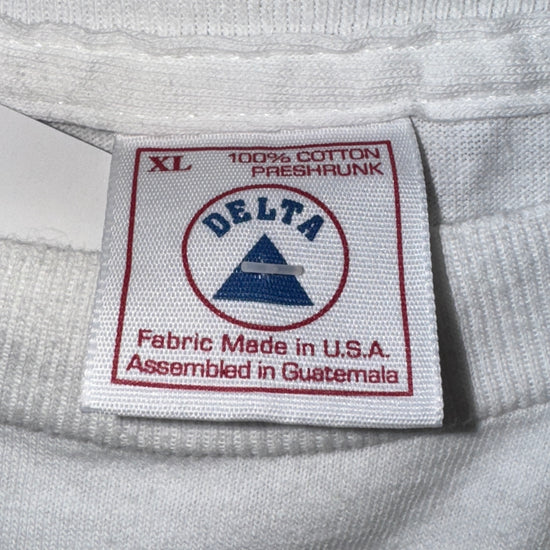 XL 100% COTTON
PRESHRUNK
DELTA
Fabric Made in U.S.A.
Assembled in Guatemala